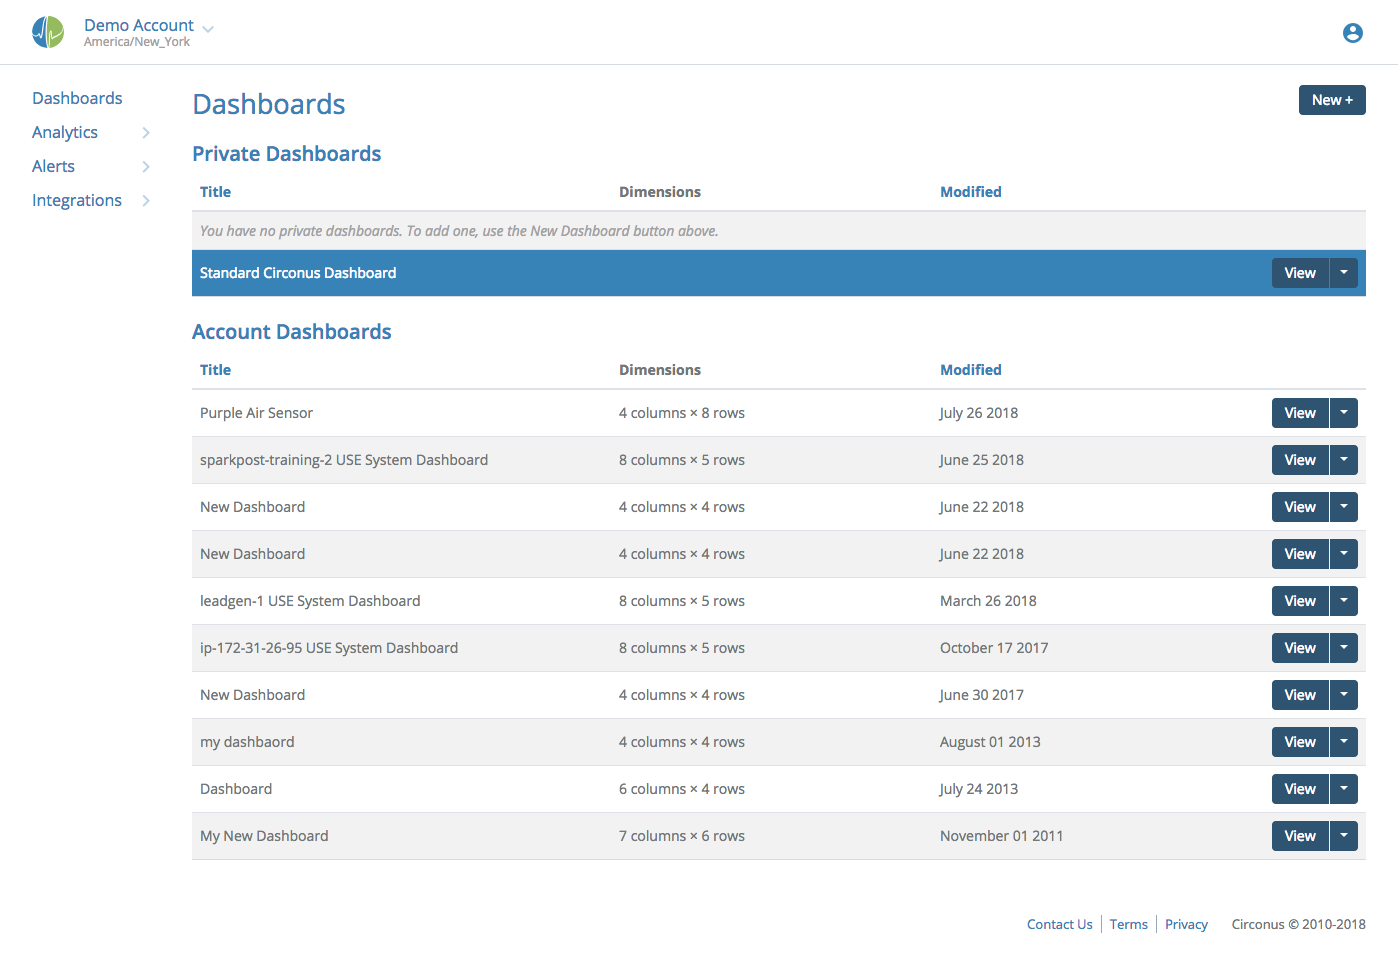 Demo Account
America/New_York
Dashboards
Analytics
Alerts
Integrations
Dashboards
New +
Private Dashboards
Title Dimensions Modified
You have no private dashboards. To add one, use the New Dashboard button above.
Standard Circonus Dashboard View
Account Dashboards
Title Dimensions Modified
Purple Air Sensor 4 columns × 8 rows July 26 2018 View
sparkpost-training-2 USE System Dashboard 8 columns × 5 rows June 25 2018 View
New Dashboard 4 columns × 4 rows June 22 2018 View
New Dashboard 4 columns × 4 rows June 22 2018 View
leadgen-1 USE System Dashboard 8 columns × 5 rows March 26 2018 View
ip-172-31-26-95 USE System Dashboard 8 columns × 5 rows October 17 2017 View
New Dashboard 4 columns × 4 rows June 30 2017 View
my dashbaord 4 columns × 4 rows August 01 2013 View
Dashboard 6 columns × 4 rows July 24 2013 View
My New Dashboard 7 columns × 6 rows November 01 2011 View
Contact Us Terms Privacy Circonus © 2010-2018